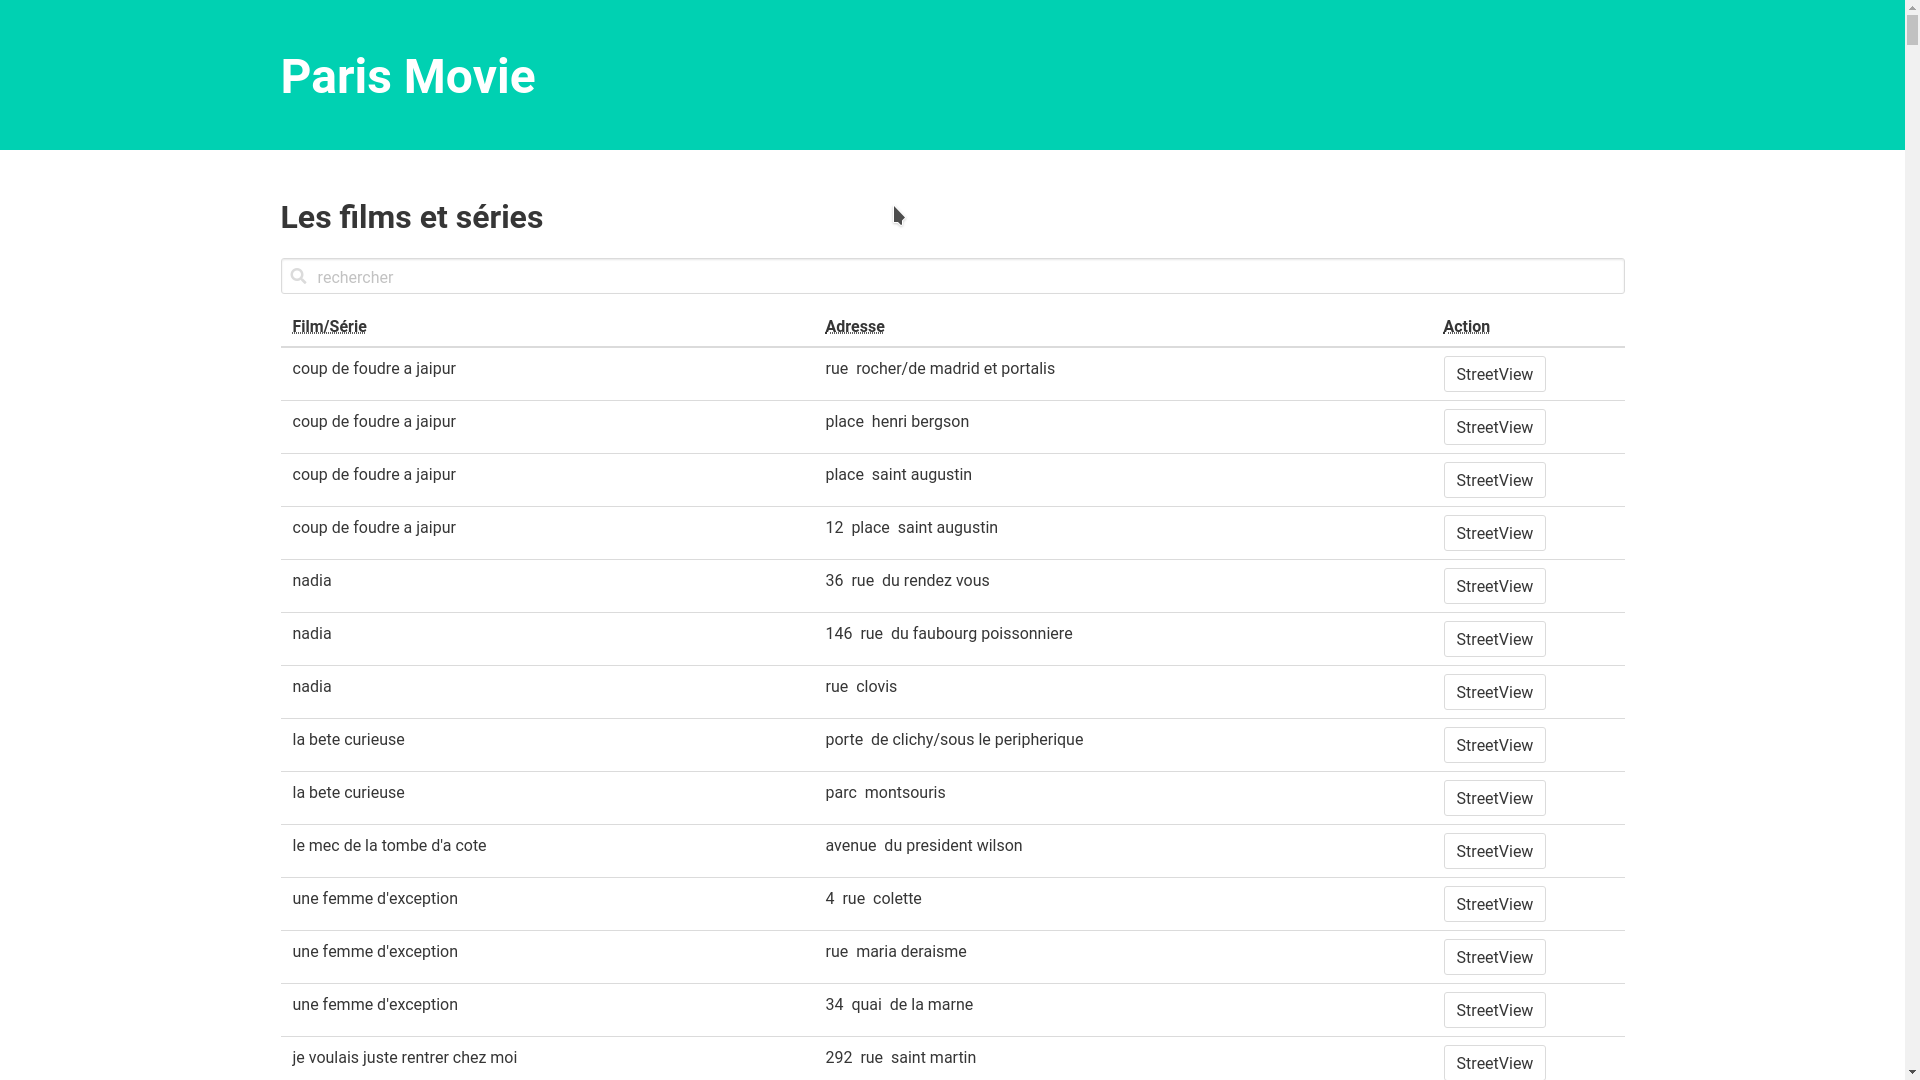 Paris Movie
Les films et séries
rechercher
Film/Série Adresse Action
coup de foudre a jaipur rue rocher/de madrid et portalis StreetView
coup de foudre a jaipur place henri bergson StreetView
coup de foudre a jaipur place saint augustin StreetView
coup de foudre a jaipur 12 place saint augustin StreetView
nadia 36 rue du rendez vous StreetView
nadia 146 rue du faubourg poissonniere StreetView
nadia rue clovis StreetView
la bete curieuse porte de clichy/sous le peripherique StreetView
la bete curieuse parc montsouris StreetView
le mec de la tombe d'a cote avenue du president wilson StreetView
une femme d'exception 4 rue colette StreetView
une femme d'exception rue maria deraisme StreetView
une femme d'exception 34 quai de la marne StreetView
je voulais juste rentrer chez moi 292 rue saint martin StreetView